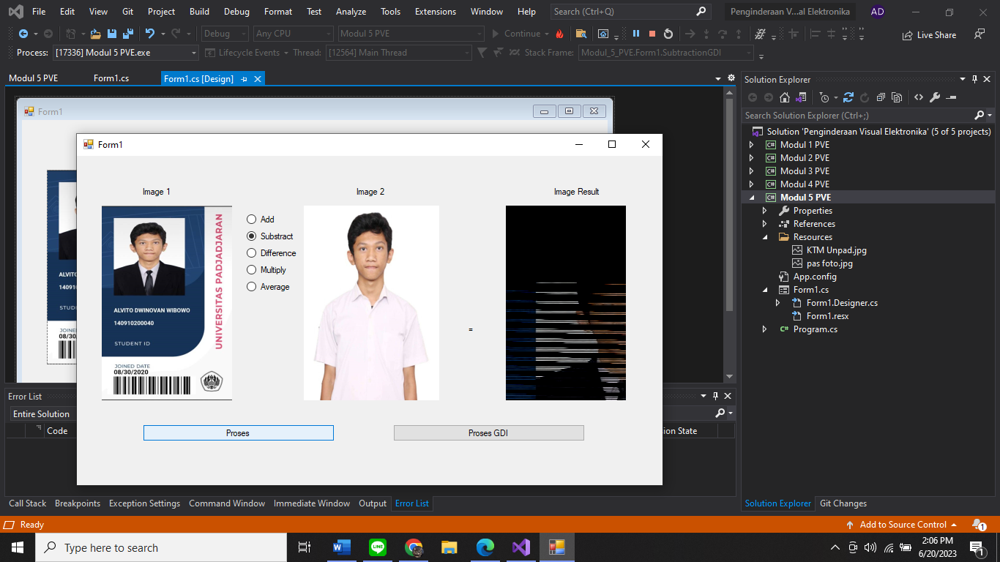 File Edit View Git Project Build Debug Format Test Analyze Tools Extensions Window Help Search (Ctrl+Q) Penginderaan V...al Elektronika AD
Debug Any CPU Modul 5 PVE Continue Live Share
Process: [17336] Modul 5 PVE.exe Lifecycle Events Thread: [12564] Main Thread Stack Frame: Modul_5_PVE.Form1.SubtractionGDI
Modul 5 PVE Form1.cs Form1.cs [Design]
Form1
ALVIT
14091
STUDENT
JOINED
08/30
Form1
Image 1 Image 2 Image Result
Add
Substract
Difference
Multiply
Average
UNIVERSITAS PADJADJARAN
ALVITO DWINOVAN WIBOWO
140910200040
STUDENT ID
JOINED DATE
08/30/2020
=
Proses Proses GDI
Solution Explorer
Search Solution Explorer (Ctrl+;)
Solution 'Penginderaan Visual Elektronika' (5 of 5 projects)
C# Modul 1 PVE
C# Modul 2 PVE
C# Modul 3 PVE
C# Modul 4 PVE
C# Modul 5 PVE
Properties
References
Resources
KTM Unpad.jpg
pas foto.jpg
App.config
Form1.cs
Form1.Designer.cs
Form1.resx
C# Program.cs
Error List
Entire Solution
Code ion State
Call Stack Breakpoints Exception Settings Command Window Immediate Window Output Error List
Solution Explorer Git Changes
Ready Add to Source Control 1
Type here to search 2:06 PM
6/20/2023 1